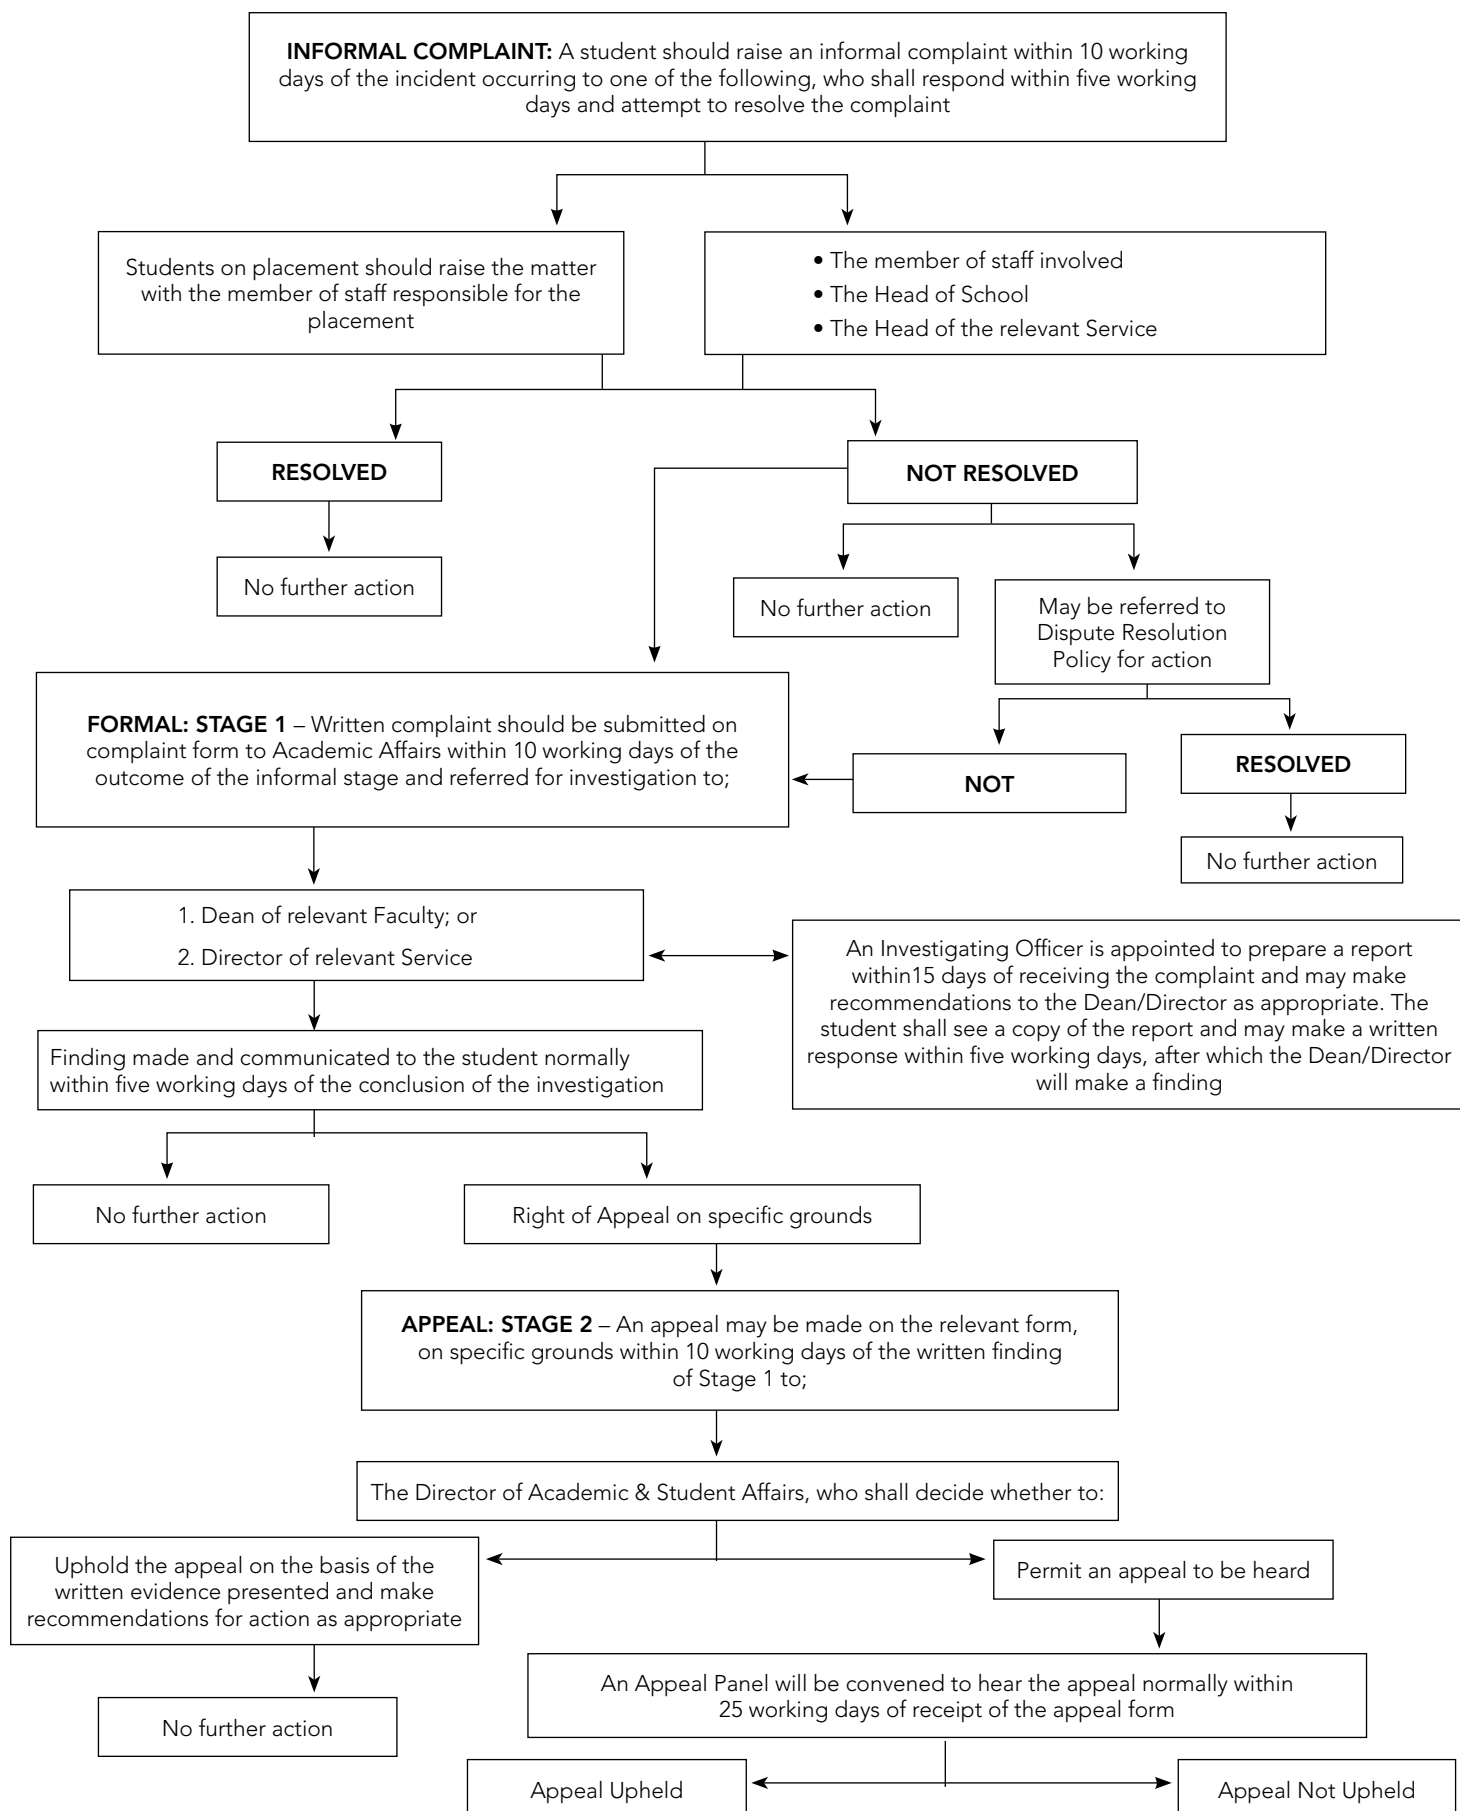 INFORMAL COMPLAINT: A student should raise an informal complaint within 10 working
days of the incident occurring to one of the following, who shall respond within five working
days and attempt to resolve the complaint
Students on placement should raise the matter
with the member of staff responsible for the
placement
• The member of staff involved
• The Head of School
• The Head of the relevant Service
RESOLVED
NOT RESOLVED
No further action
No further action
May be referred to
Dispute Resolution
Policy for action
FORMAL: STAGE 1 – Written complaint should be submitted on
complaint form to Academic Affairs within 10 working days of the
outcome of the informal stage and referred for investigation to;
NOT
RESOLVED
No further action
1. Dean of relevant Faculty; or
2. Director of relevant Service
An Investigating Officer is appointed to prepare a report
within15 days of receiving the complaint and may make
recommendations to the Dean/Director as appropriate. The
student shall see a copy of the report and may make a written
response within five working days, after which the Dean/Director
will make a finding
Finding made and communicated to the student normally
within five working days of the conclusion of the investigation
No further action
Right of Appeal on specific grounds
APPEAL: STAGE 2 – An appeal may be made on the relevant form,
on specific grounds within 10 working days of the written finding
of Stage 1 to;
The Director of Academic & Student Affairs, who shall decide whether to:
Uphold the appeal on the basis of the
written evidence presented and make
recommendations for action as appropriate
Permit an appeal to be heard
No further action
An Appeal Panel will be convened to hear the appeal normally within
25 working days of receipt of the appeal form
Appeal Upheld
Appeal Not Upheld